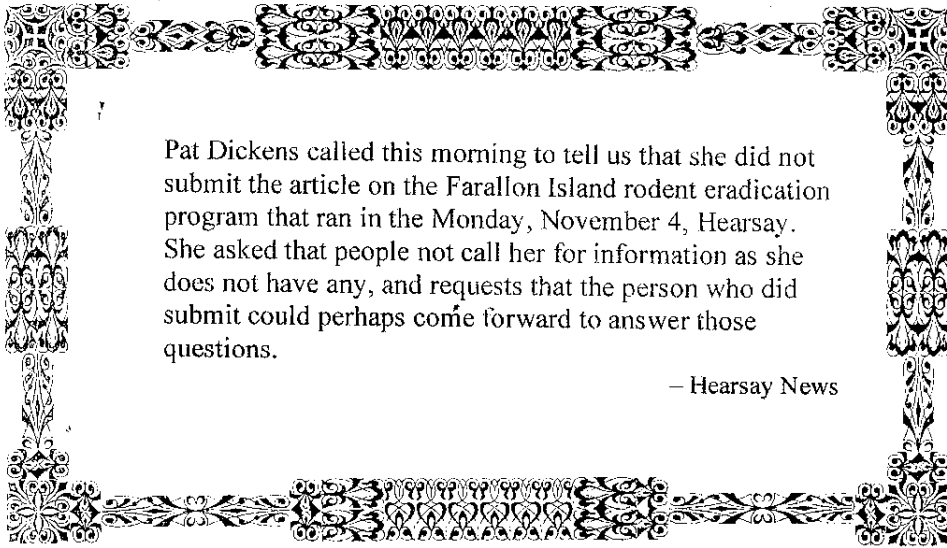 Pat Dickens called this morning to tell us that she did not
submit the article on the Farallon Island rodent eradication
program that ran in the Monday, November 4, Hearsay.
She asked that people not call her for information as she
does not have any, and requests that the person who did
submit could perhaps come forward to answer those
questions.
– Hearsay News